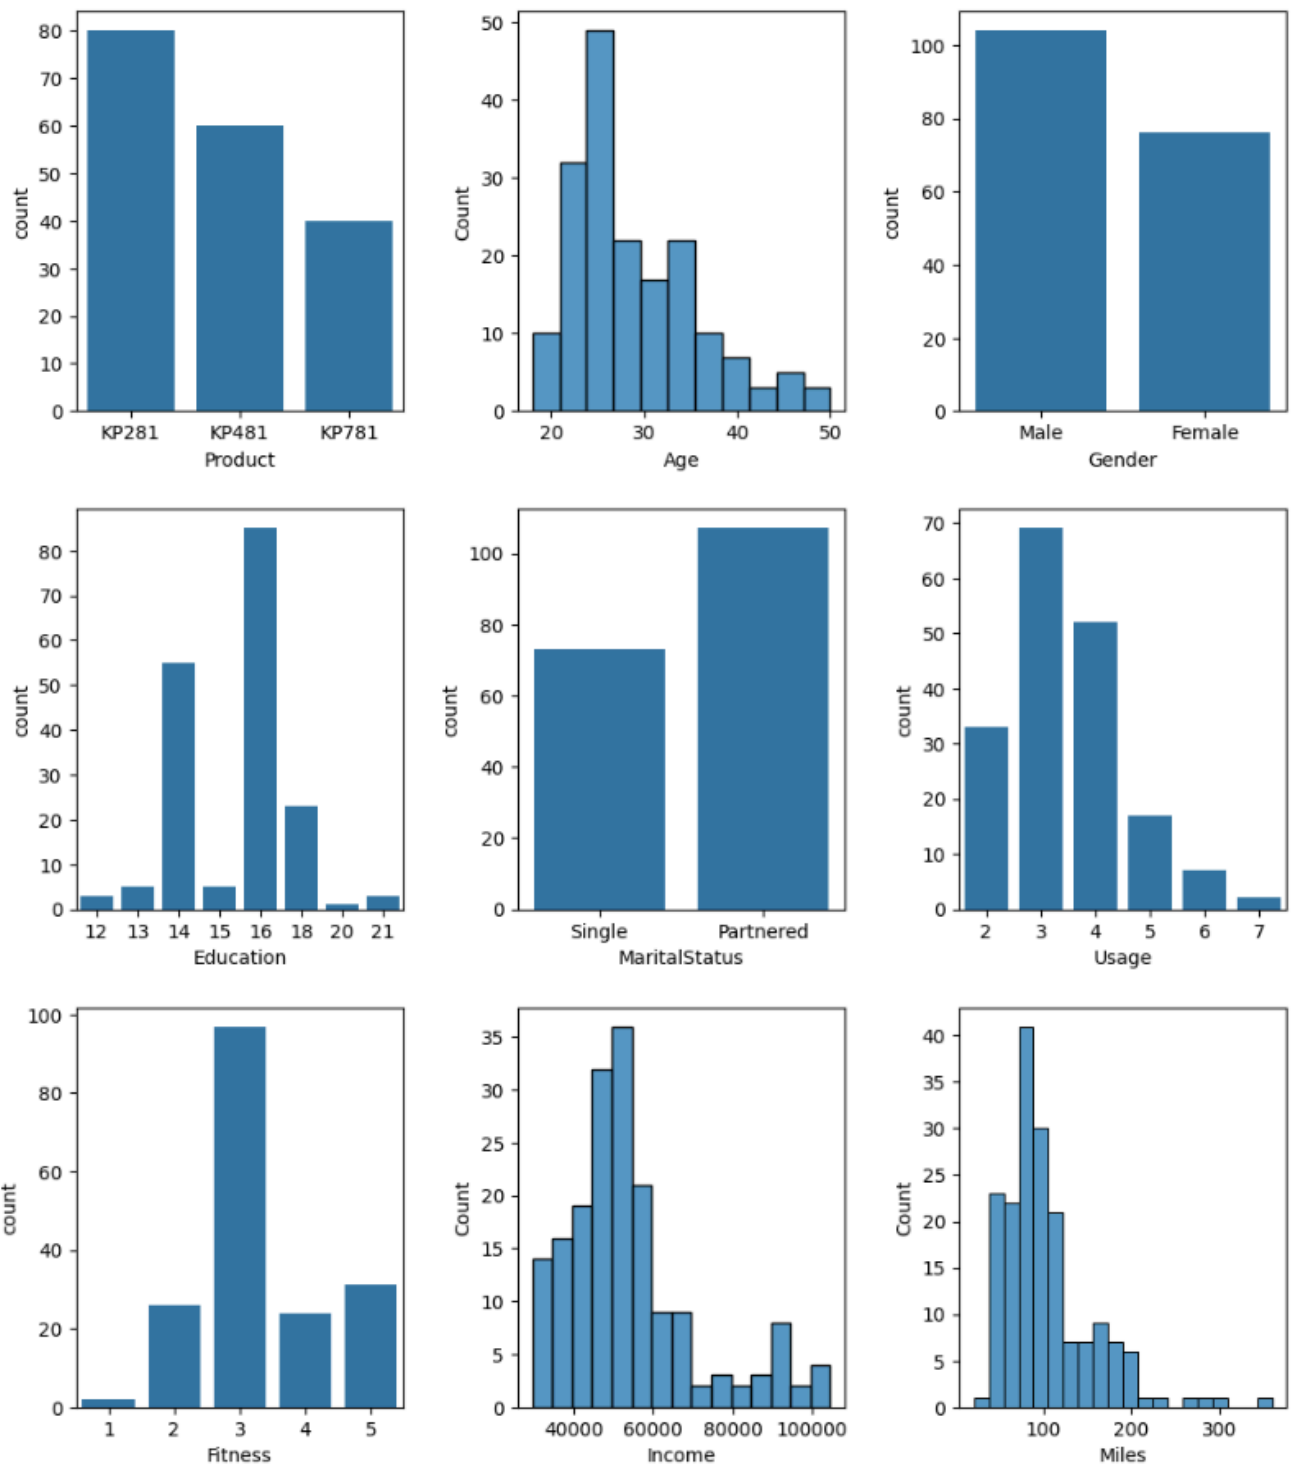 80
70
60
50
40
30
20
10
0
count
KP281 KP481 KP781
Product
50
40
30
20
10
0
Count
20 30 40 50
Age
100
80
60
40
20
0
count
Male Female
Gender
80
70
60
50
40
30
20
10
0
count
12 13 14 15 16 18 20 21
Education
100
80
60
40
20
0
count
Single Partnered
MaritalStatus
70
60
50
40
30
20
10
0
count
2 3 4 5 6 7
Usage
100
80
60
40
20
0
count
1 2 3 4 5
Fitness
35
30
25
20
15
10
5
0
Count
40000 60000 80000 100000
Income
40
35
30
25
20
15
10
5
0
Count
100 200 300
Miles